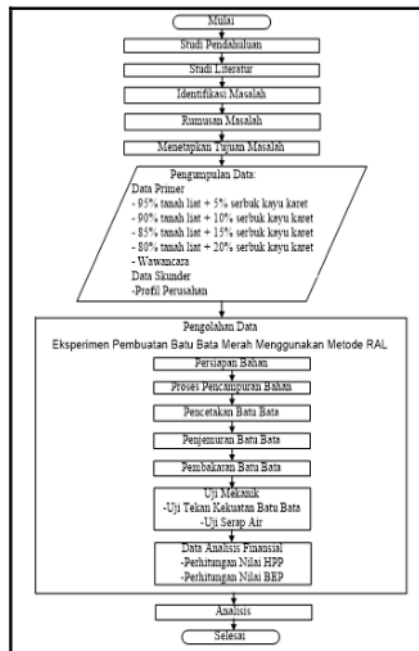 Mulai
Studi Pendahuluan
Studi Literatur
Identifikasi Masalah
Rumusan Masalah
Menetapkan Tujuan Masalah
Pengumpulan Data:
Data Primer
- 95% tanah liat + 5% serbuk kayu karet
- 90% tanah liat + 10% serbuk kayu karet
- 85% tanah liat + 15% serbuk kayu karet
- 80% tanah liat + 20% serbuk kayu karet
- Wawancara
Data Skunder
-Profil Perusahan
Pengolahan Data
Eksperimen Pembuatan Batu Bata Merah Menggunakan Metode RAL
Persiapan Bahan
Proses Pencampuran Bahan
Pencetakan Batu Bata
Penjemuran Batu Bata
Pembakaran Batu Bata
Uji Mekanik
-Uji Tekan Kekuatan Batu Bata
-Uji Serap Air
Data Analisis Finansial
-Perhitungan Nilai HPP
-Perhitungan Nilai BEP
Analisis
Selesai